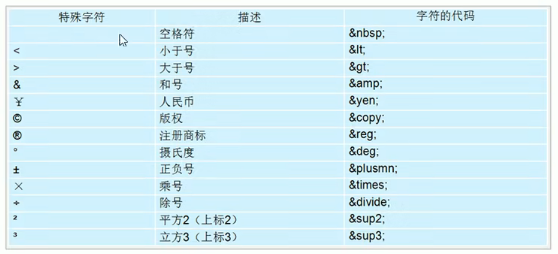 特殊字符 描述 字符的代码
空格符 &nbsp;
< 小于号 &lt;
> 大于号 &gt;
& 和号 &amp;
￥ 人民币 &yen;
© 版权 &copy;
® 注册商标 &reg;
° 摄氏度 &deg;
± 正负号 &plusmn;
× 乘号 &times;
÷ 除号 &divide;
² 平方2（上标2） &sup2;
³ 立方3（上标3） &sup3;